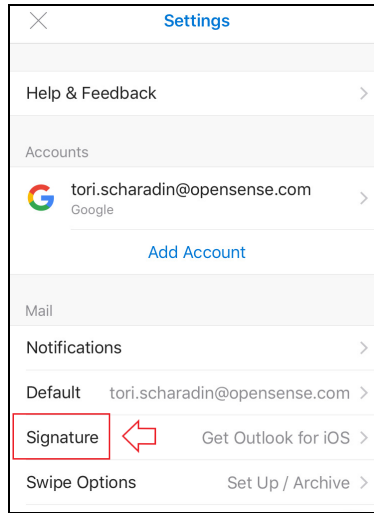 Settings
Help & Feedback
Accounts
tori.scharadin@opensense.com
Google
Add Account
Mail
Notifications
Default tori.scharadin@opensense.com
Signature Get Outlook for iOS
Swipe Options Set Up / Archive